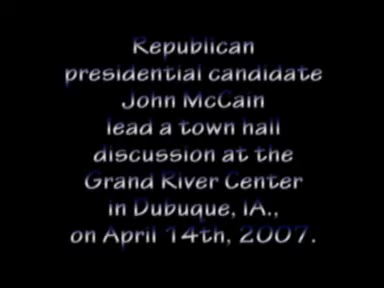 Republican
presidential candidate
John McCain
lead a town hall
discussion at the
Grand River Center
in Dubuque, IA.,
on April 14th, 2007.